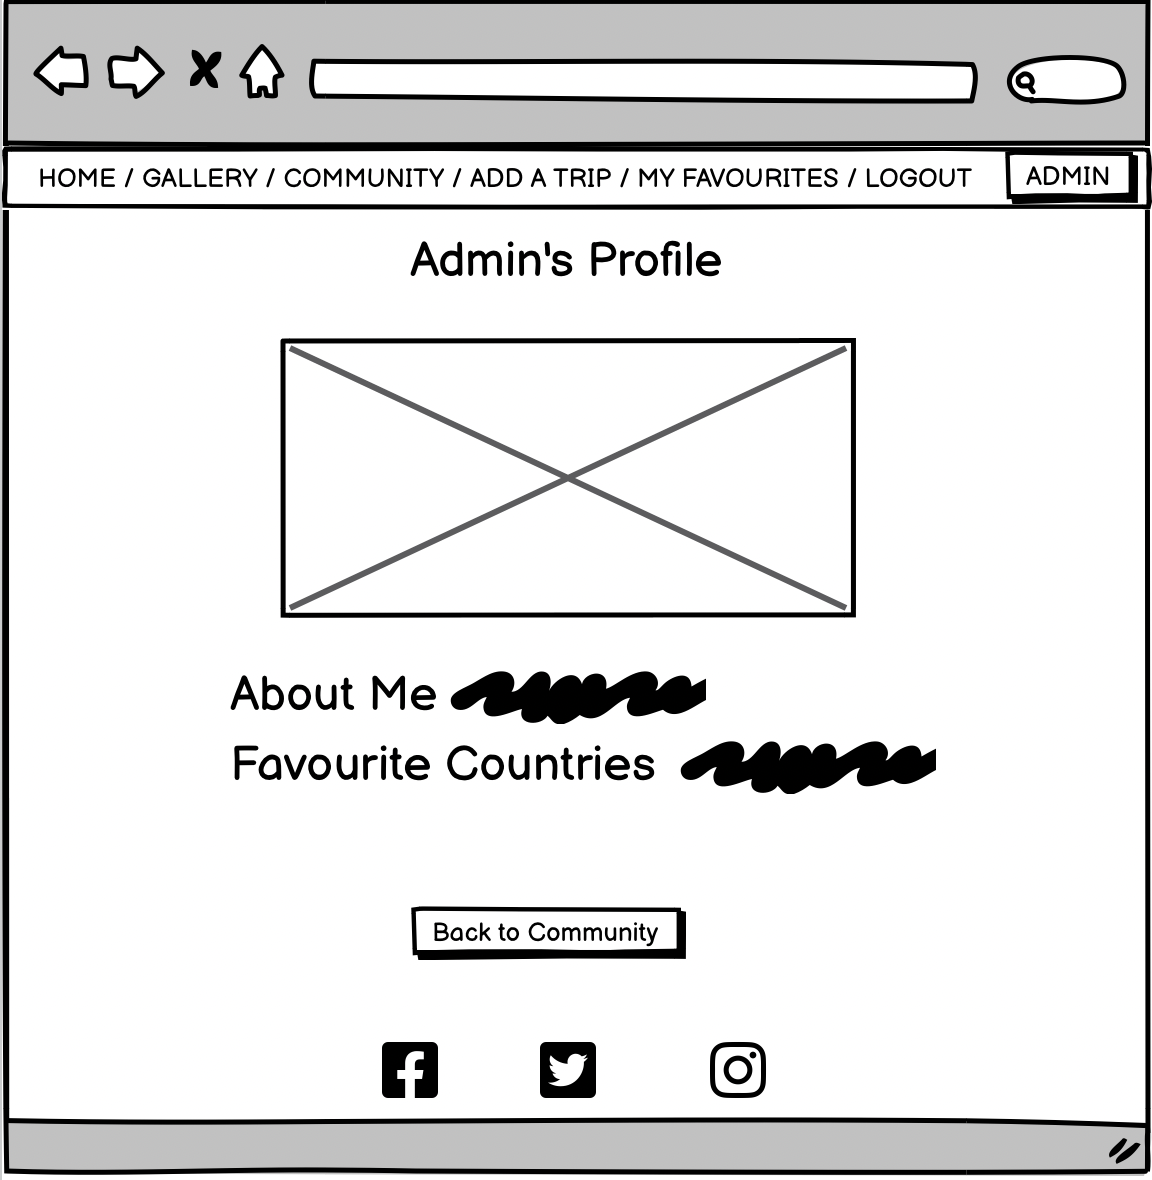 HOME / GALLERY / COMMUNITY / ADD A TRIP / MY FAVOURITES / LOGOUT
ADMIN
Admin's Profile
About Me
Favourite Countries
Back to Community